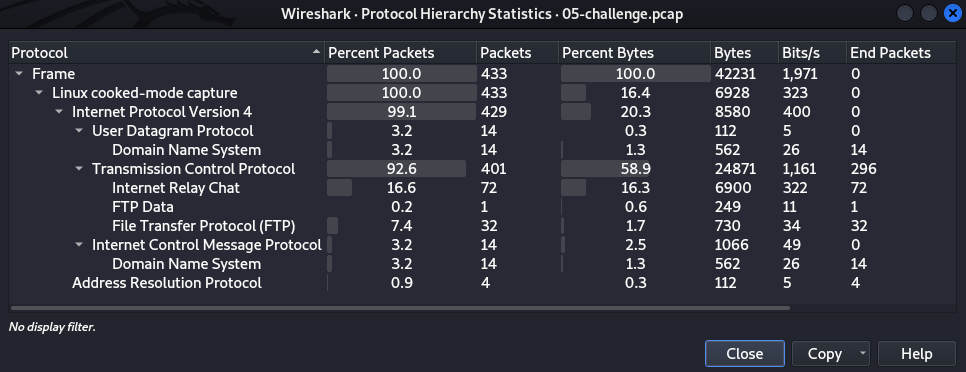 Wireshark · Protocol Hierarchy Statistics · 05-challenge.pcap
Protocol Percent Packets Packets Percent Bytes Bytes Bits/s End Packets
Frame 100.0 433 100.0 42231 1,971 0
Linux cooked-mode capture 100.0 433 16.4 6928 323 0
Internet Protocol Version 4 99.1 429 20.3 8580 400 0
User Datagram Protocol 3.2 14 0.3 112 5 0
Domain Name System 3.2 14 1.3 562 26 14
Transmission Control Protocol 92.6 401 58.9 24871 1,161 296
Internet Relay Chat 16.6 72 16.3 6900 322 72
FTP Data 0.2 1 0.6 249 11 1
File Transfer Protocol (FTP) 7.4 32 1.7 730 34 32
Internet Control Message Protocol 3.2 14 2.5 1066 49 0
Domain Name System 3.2 14 1.3 562 26 14
Address Resolution Protocol 0.9 4 0.3 112 5 4
No display filter.
Close Copy Help